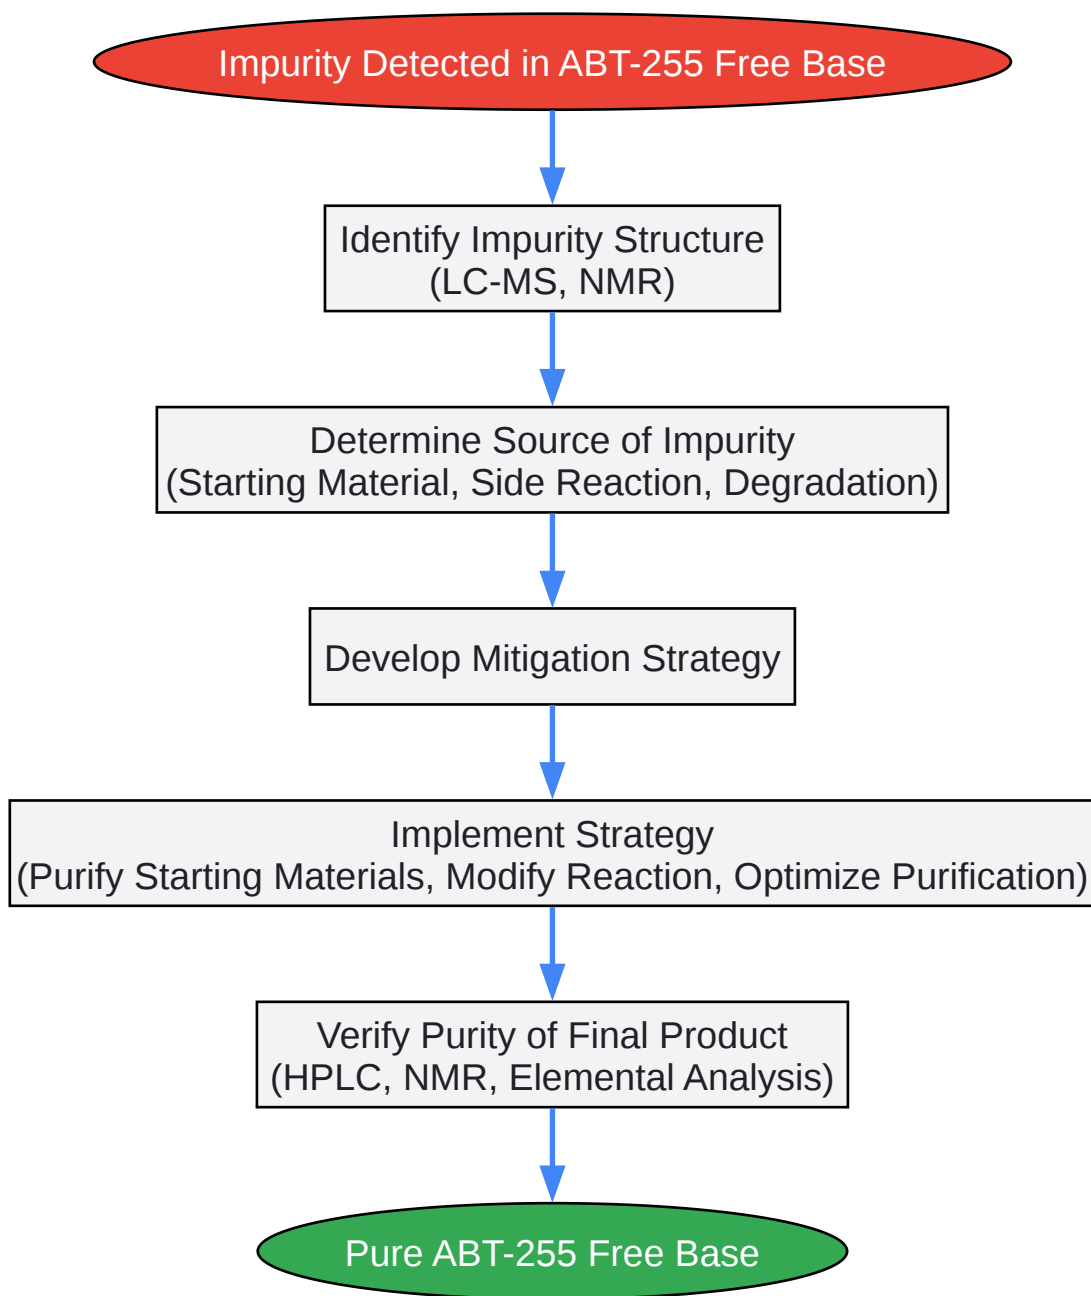 Impurity Detected in ABT-255 Free Base
Identify Impurity Structure
(LC-MS, NMR)
Determine Source of Impurity
(Starting Material, Side Reaction, Degradation)
Develop Mitigation Strategy
Implement Strategy
(Purify Starting Materials, Modify Reaction, Optimize Purification)
Verify Purity of Final Product
(HPLC, NMR, Elemental Analysis)
Pure ABT-255 Free Base